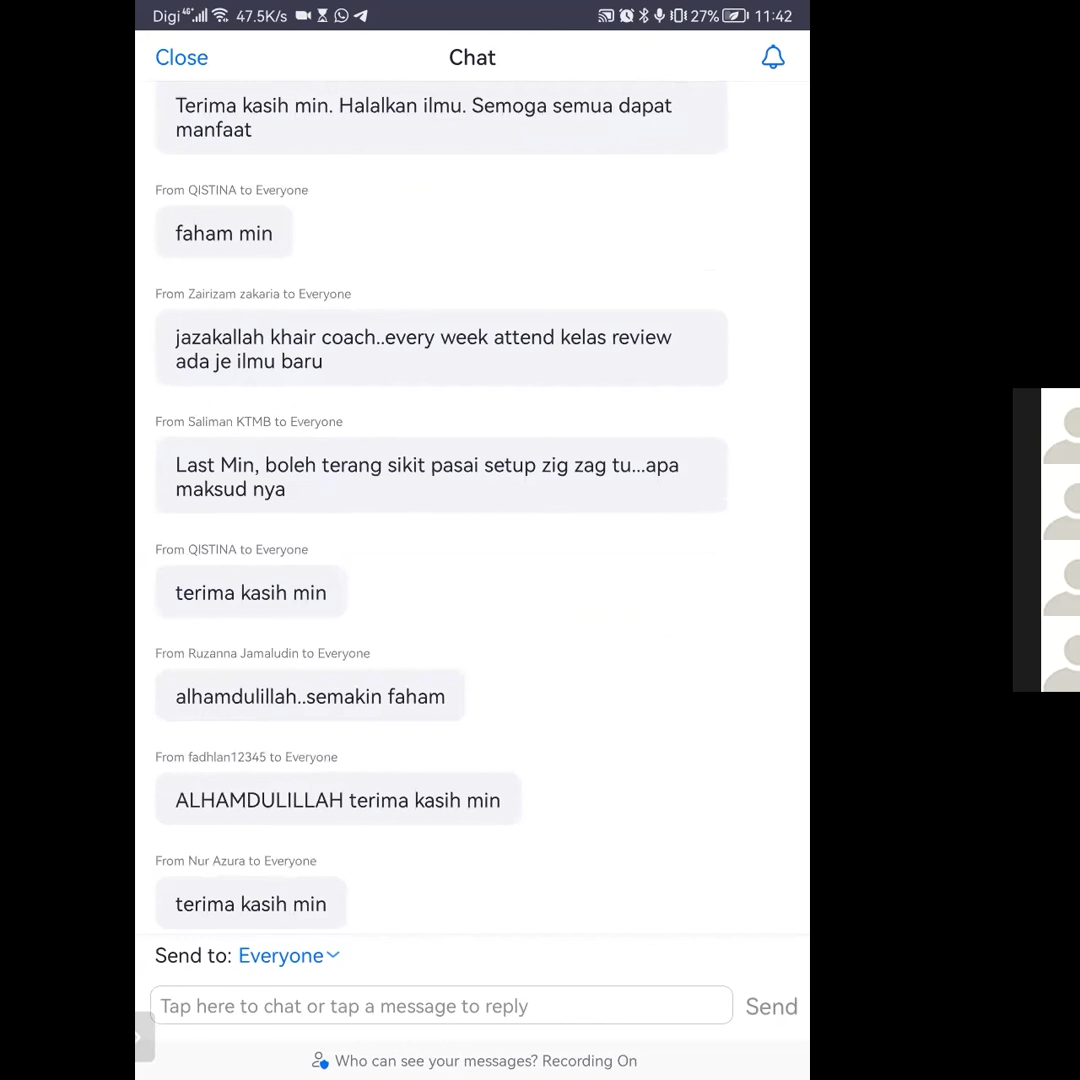 Digi 4G 47.5K/s 27% 11:42
Close Chat
Terima kasih min. Halalkan ilmu. Semoga semua dapat
manfaat
From QISTINA to Everyone
faham min
From Zairizam zakaria to Everyone
jazakallah khair coach..every week attend kelas review
ada je ilmu baru
From Saliman KTMB to Everyone
Last Min, boleh terang sikit pasai setup zig zag tu...apa
maksud nya
From QISTINA to Everyone
terima kasih min
From Ruzanna Jamaludin to Everyone
alhamdulillah..semakin faham
From fadhlan12345 to Everyone
ALHAMDULILLAH terima kasih min
From Nur Azura to Everyone
terima kasih min
Send to: Everyone
Tap here to chat or tap a message to reply Send
Who can see your messages? Recording On